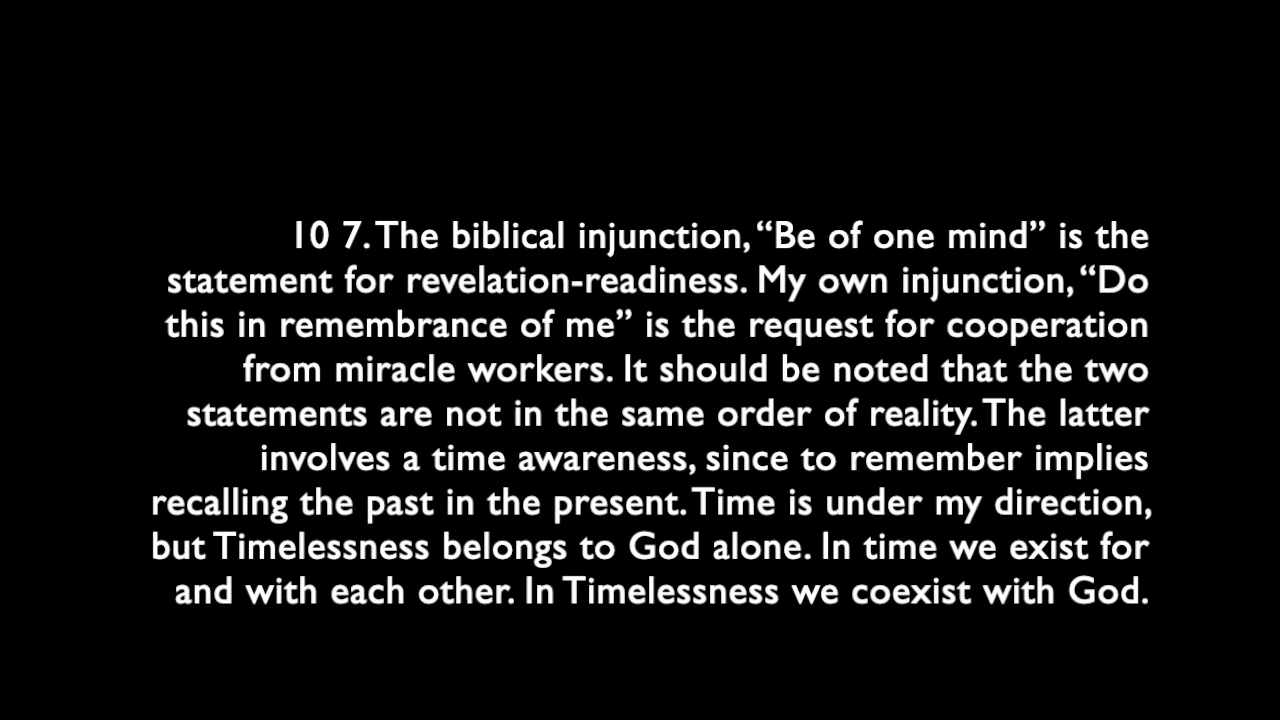 10 7. The biblical injunction, “Be of one mind” is the
statement for revelation-readiness. My own injunction, “Do
this in remembrance of me” is the request for cooperation
from miracle workers. It should be noted that the two
statements are not in the same order of reality. The latter
involves a time awareness, since to remember implies
recalling the past in the present. Time is under my direction,
but Timelessness belongs to God alone. In time we exist for
and with each other. In Timelessness we coexist with God.